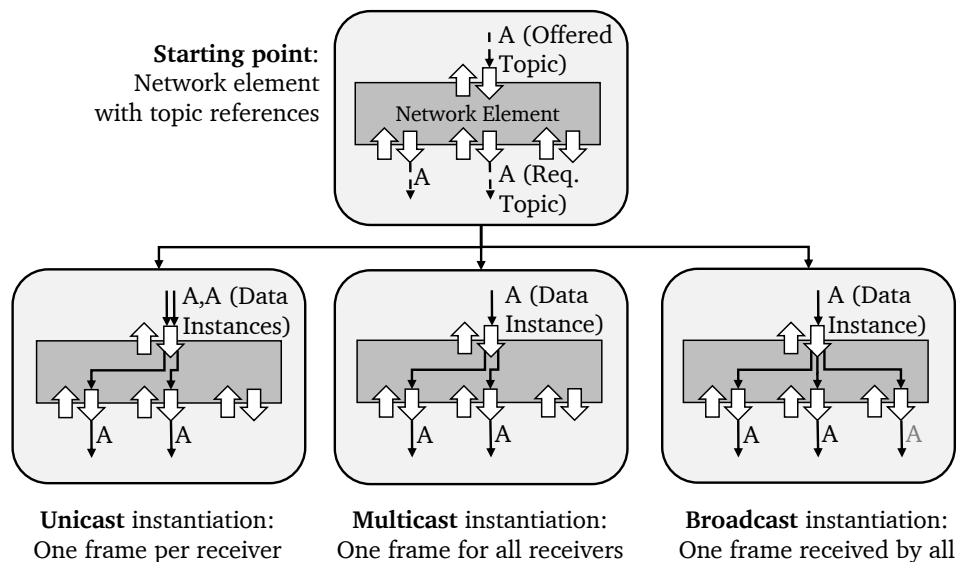 Starting point:
Network element
with topic references
A (Offered
Topic)
Network Element
A
A (Req.
Topic)
A,A (Data
Instances)
A
A
Unicast instantiation:
One frame per receiver
A (Data
Instance)
A
A
Multicast instantiation:
One frame for all receivers
A (Data
Instance)
A
A
A
Broadcast instantiation:
One frame received by all